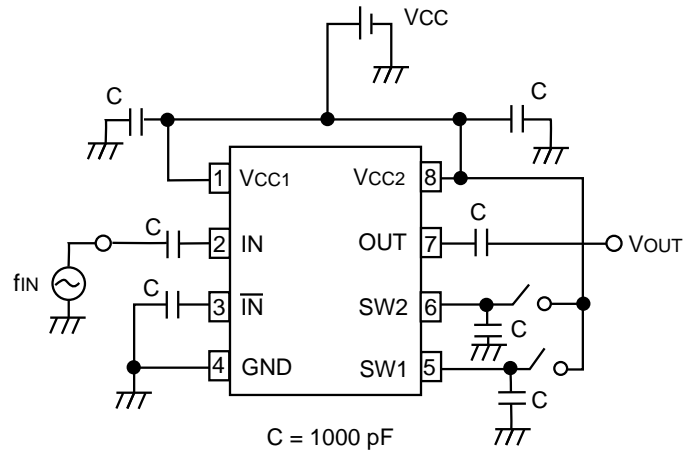 VCC
C
C
1 VCC1
VCC2 8
C
2 IN
OUT 7
C
VOUT
fIN
C
3 I̅N̅
SW2 6
C
4 GND
SW1 5
C
C = 1000 pF